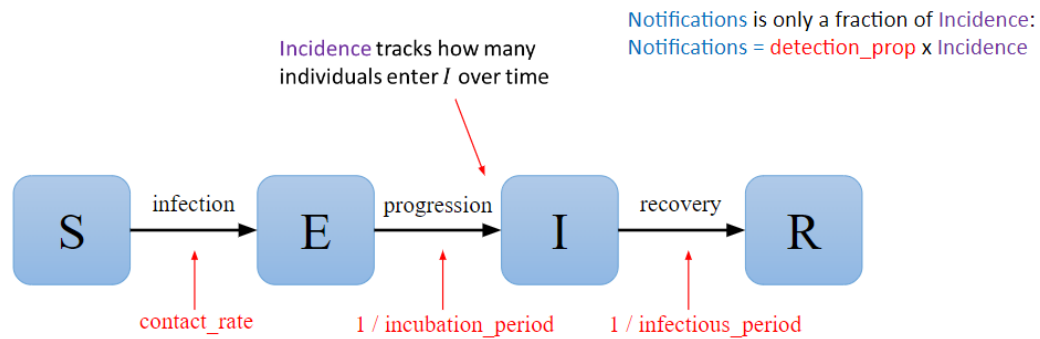 Notifications is only a fraction of Incidence:
Notifications = detection_prop x Incidence
Incidence tracks how many
individuals enter I over time
S
infection
E
progression
I
recovery
R
contact_rate
1 / incubation_period
1 / infectious_period